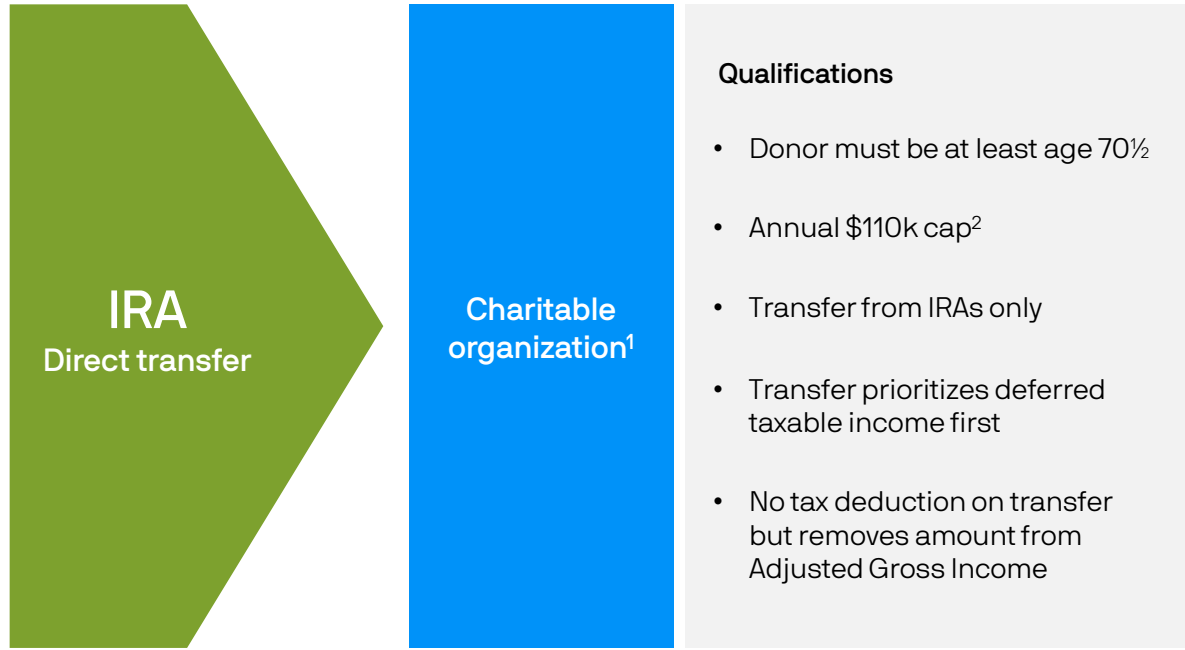 IRA
Direct transfer
Charitable
organization¹
Qualifications
• Donor must be at least age 70½
• Annual $110k cap²
• Transfer from IRAs only
• Transfer prioritizes deferred
taxable income first
• No tax deduction on transfer
but removes amount from
Adjusted Gross Income